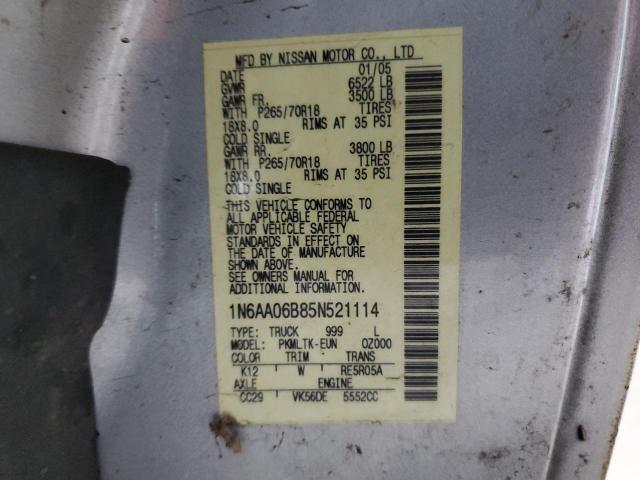 MFD BY NISSAN MOTOR CO., LTD
DATE 01/05
GVWR 6522 LB
GAWR FR. 3500 LB
WITH P265/70R18 TIRES
18X8.0 RIMS AT 35 PSI
COLD SINGLE
GAWR RR. 3800 LB
WITH P265/70R18 TIRES
18X8.0 RIMS AT 35 PSI
COLD SINGLE
THIS VEHICLE CONFORMS TO
ALL APPLICABLE FEDERAL
MOTOR VEHICLE SAFETY
STANDARDS IN EFFECT ON
THE DATE OF MANUFACTURE
SHOWN ABOVE.
SEE OWNERS MANUAL FOR
ADDITIONAL INFORMATION
1N6AA06B85N521114
TYPE: TRUCK 999 L
MODEL: PKMLTK-EUN OZ000
COLOR TRIM TRANS
K12 W RE5R05A
AXLE ENGINE
CC29 VK56DE 5552CC